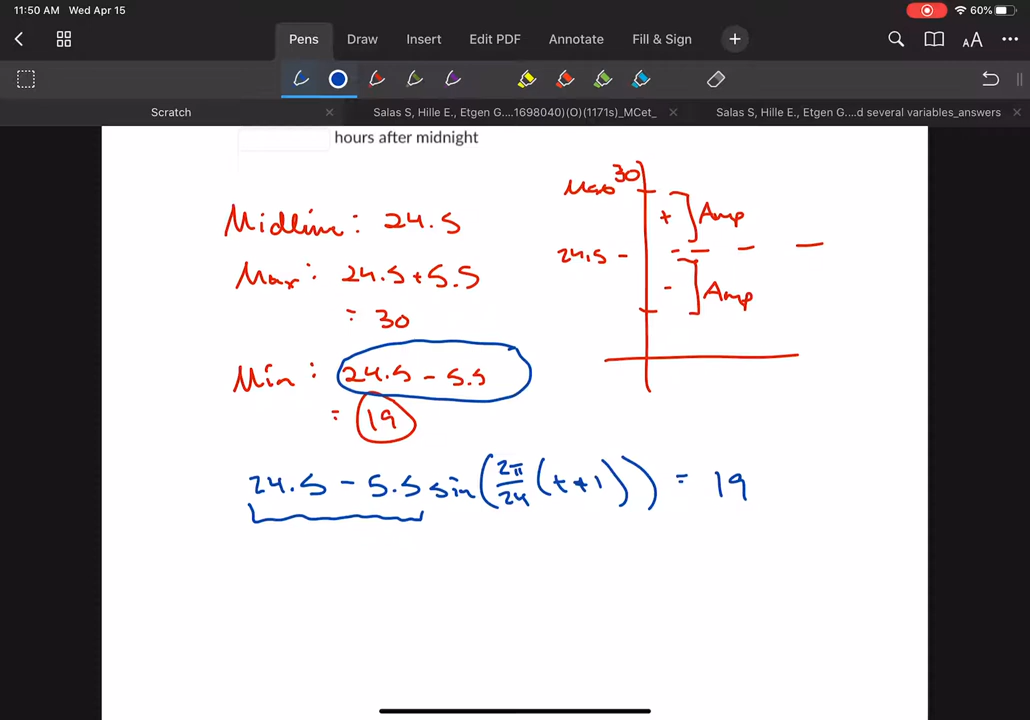 11:50 AM Wed Apr 15
60%
Pens Draw Insert Edit PDF Annotate Fill & Sign
AA
Scratch
Salas S, Hille E., Etgen G....1698040)(O)(1171s)_MCet_
Salas S, Hille E., Etgen G....d several variables_answers
hours after midnight
Max 30
Midline: 24.5
+ ] Amp
24.5 -
Max: 24.5 + 5.5
- ] Amp
= 30
Min: 24.5 - 5.5
= 19
24.5 - 5.5 sin(2π/24 (t+1)) = 19